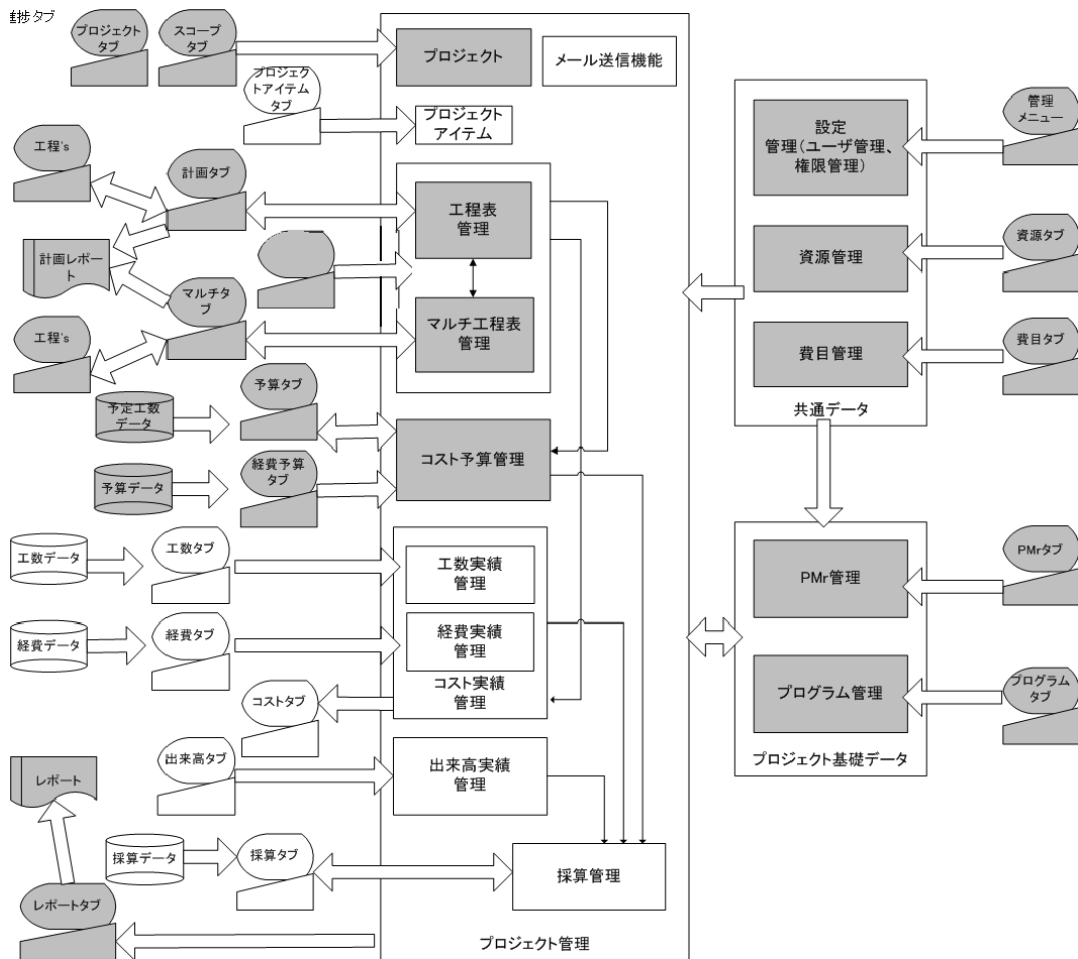 進捗タブ
プロジェクト
タブ
スコープ
タブ
プロジェクト
メール送信機能
プロジェク
トアイテム
タブ
プロジェクト
アイテム
管理
メニュー
設定
管理(ユーザ管理、
権限管理)
工程's
計画タブ
工程表
管理
資源管理
資源タブ
計画レポー
ト
マルチタ
ブ
マルチ工程表
管理
工程's
費目管理
費目タブ
共通データ
予定工数
データ
予算タブ
コスト予算管理
予算データ
経費予算
タブ
工数データ
工数タブ
工数実績
管理
PMr管理
PMrタブ
経費データ
経費タブ
経費実績
管理
コスト実績
管理
コストタブ
プログラム管理
プログラム
タブ
プロジェクト基礎データ
出来高タブ
出来高実績
管理
レポート
採算データ
採算タブ
採算管理
レポートタブ
プロジェクト管理